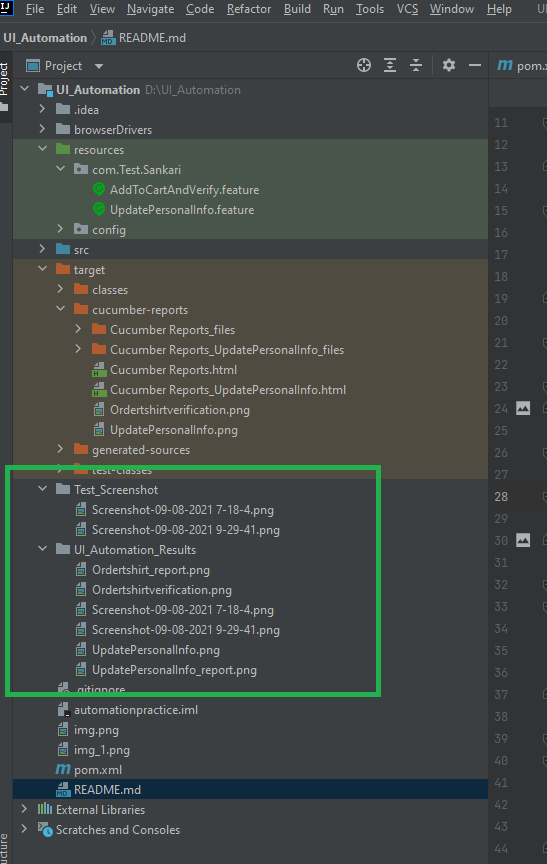 IJ File Edit View Navigate Code Refactor Build Run Tools VCS Window Help
UI_Automation README.md
Project
Project
pom.x
UI_Automation D:\UI_Automation
.idea
11
browserDrivers
12
resources
com.Test.Sankari
13
AddToCartAndVerify.feature
14
UpdatePersonalInfo.feature
15
config
16
src
17
target
18
classes
19
cucumber-reports
20
Cucumber Reports_files
21
Cucumber Reports_UpdatePersonalInfo_files
22
Cucumber Reports.html
Cucumber Reports_UpdatePersonalInfo.html
23
Ordertshirtverification.png
24
UpdatePersonalInfo.png
25
generated-sources
26
test-classes
27
Test_Screenshot
28
Screenshot-09-08-2021 7-18-4.png
29
Screenshot-09-08-2021 9-29-41.png
30
UI_Automation_Results
Ordertshirt_report.png
31
Ordertshirtverification.png
32
Screenshot-09-08-2021 7-18-4.png
33
Screenshot-09-08-2021 9-29-41.png
34
UpdatePersonalInfo.png
35
UpdatePersonalInfo_report.png
36
.gitignore
37
automationpractice.iml
38
img.png
39
img_1.png
40
pom.xml
41
README.md
42
External Libraries
43
Scratches and Consoles
44